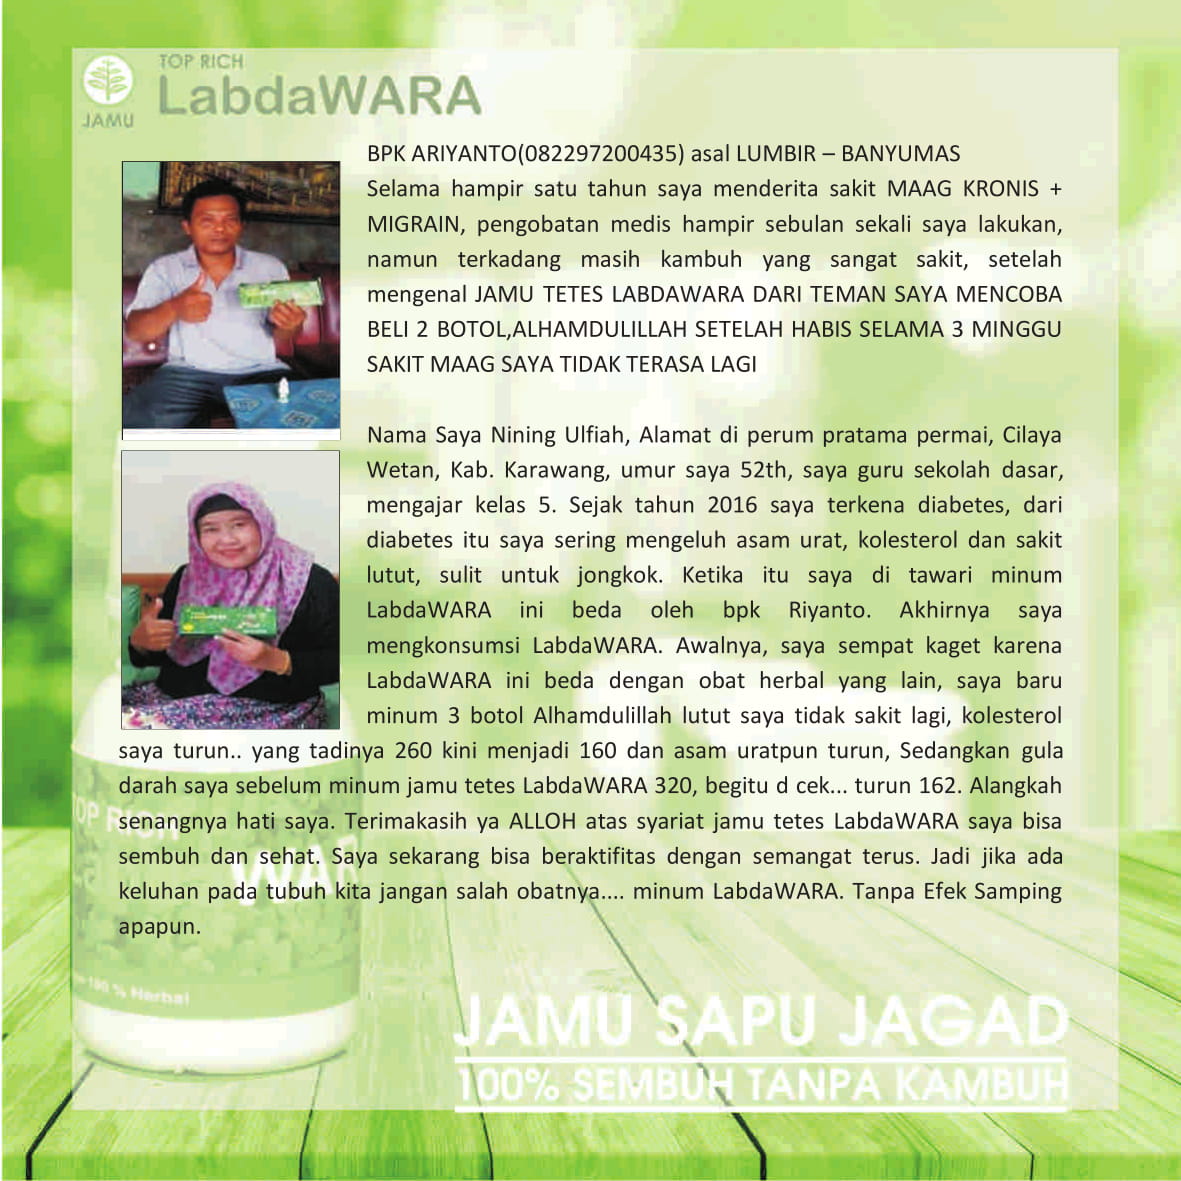 TOP RICH
LabdaWARA
JAMU
BPK ARIYANTO(082297200435) asal LUMBIR – BANYUMAS
Selama hampir satu tahun saya menderita sakit MAAG KRONIS +
MIGRAIN, pengobatan medis hampir sebulan sekali saya lakukan,
namun terkadang masih kambuh yang sangat sakit, setelah
mengenal JAMU TETES LABDAWARA DARI TEMAN SAYA MENCOBA
BELI 2 BOTOL,ALHAMDULILLAH SETELAH HABIS SELAMA 3 MINGGU
SAKIT MAAG SAYA TIDAK TERASA LAGI
Nama Saya Nining Ulfiah, Alamat di perum pratama permai, Cilaya
Wetan, Kab. Karawang, umur saya 52th, saya guru sekolah dasar,
mengajar kelas 5. Sejak tahun 2016 saya terkena diabetes, dari
diabetes itu saya sering mengeluh asam urat, kolesterol dan sakit
lutut, sulit untuk jongkok. Ketika itu saya di tawari minum
LabdaWARA ini beda oleh bpk Riyanto. Akhirnya saya
mengkonsumsi LabdaWARA. Awalnya, saya sempat kaget karena
LabdaWARA ini beda dengan obat herbal yang lain, saya baru
minum 3 botol Alhamdulillah lutut saya tidak sakit lagi, kolesterol
saya turun.. yang tadinya 260 kini menjadi 160 dan asam uratpun turun, Sedangkan gula
darah saya sebelum minum jamu tetes LabdaWARA 320, begitu d cek... turun 162. Alangkah
senangnya hati saya. Terimakasih ya ALLOH atas syariat jamu tetes LabdaWARA saya bisa
sembuh dan sehat. Saya sekarang bisa beraktifitas dengan semangat terus. Jadi jika ada
keluhan pada tubuh kita jangan salah obatnya.... minum LabdaWARA. Tanpa Efek Samping
apapun.
TOP RICH
WAR
100 % Herbal
JAMU SAPU JAGAD
100% SEMBUH TANPA KAMBUH